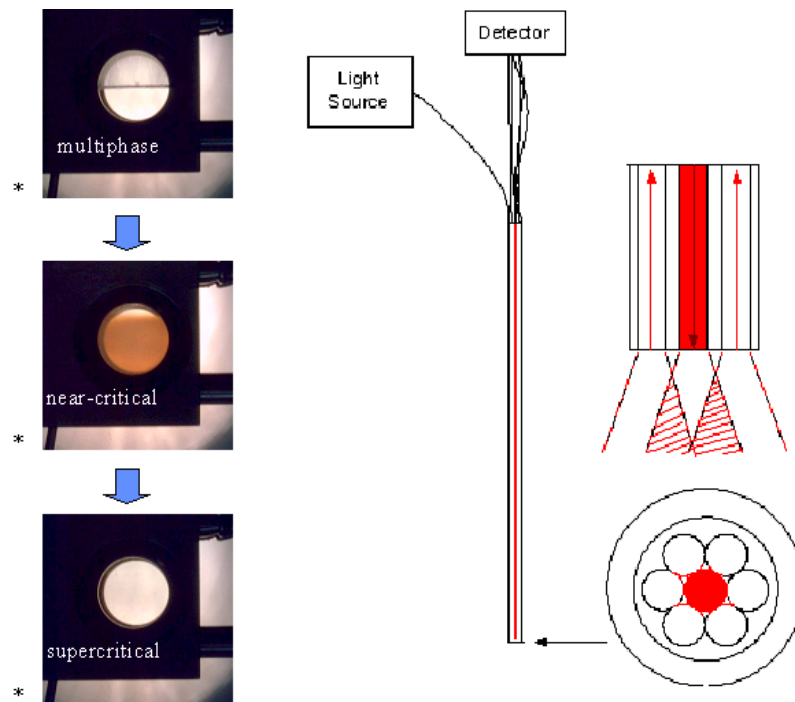 multiphase
*
near-critical
*
supercritical
*
Detector
Light
Source